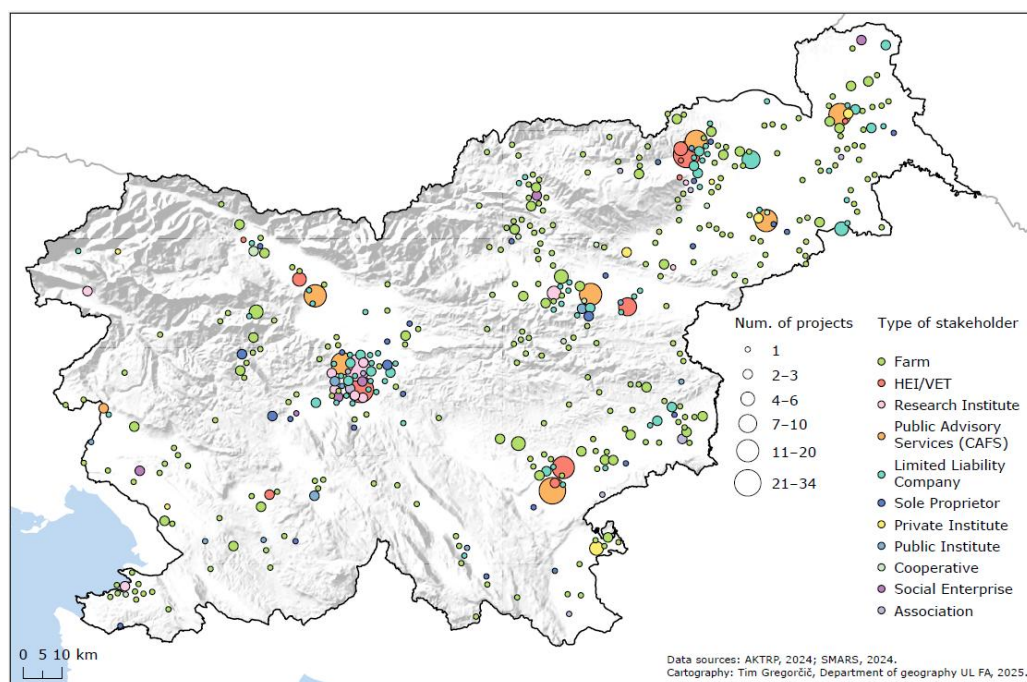 Num. of projects
1
2–3
4–6
7–10
11–20
21–34
Type of stakeholder
Farm
HEI/VET
Research Institute
Public Advisory
Services (CAFS)
Limited Liability
Company
Sole Proprietor
Private Institute
Public Institute
Cooperative
Social Enterprise
Association
0 5 10 km
Data sources: AKTRP, 2024; SMARS, 2024.
Cartography: Tim Gregorčič, Department of geography UL FA, 2025.